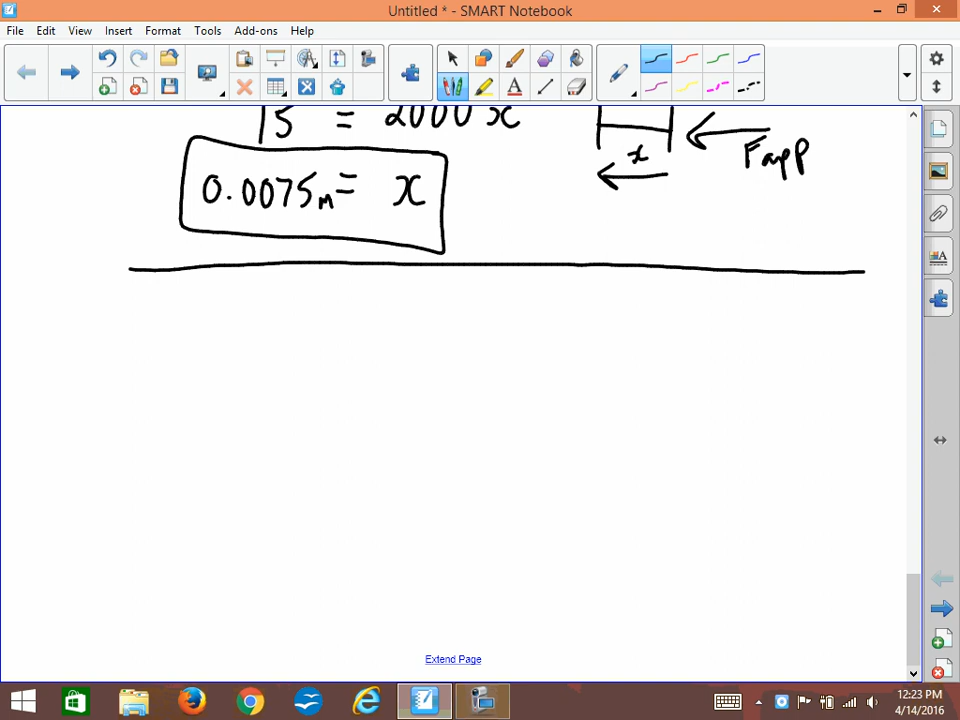 Untitled * - SMART Notebook
File Edit View Insert Format Tools Add-ons Help
15 = 2000 x
x
Fapp
0.0075m = x
Extend Page
12:23 PM
4/14/2016